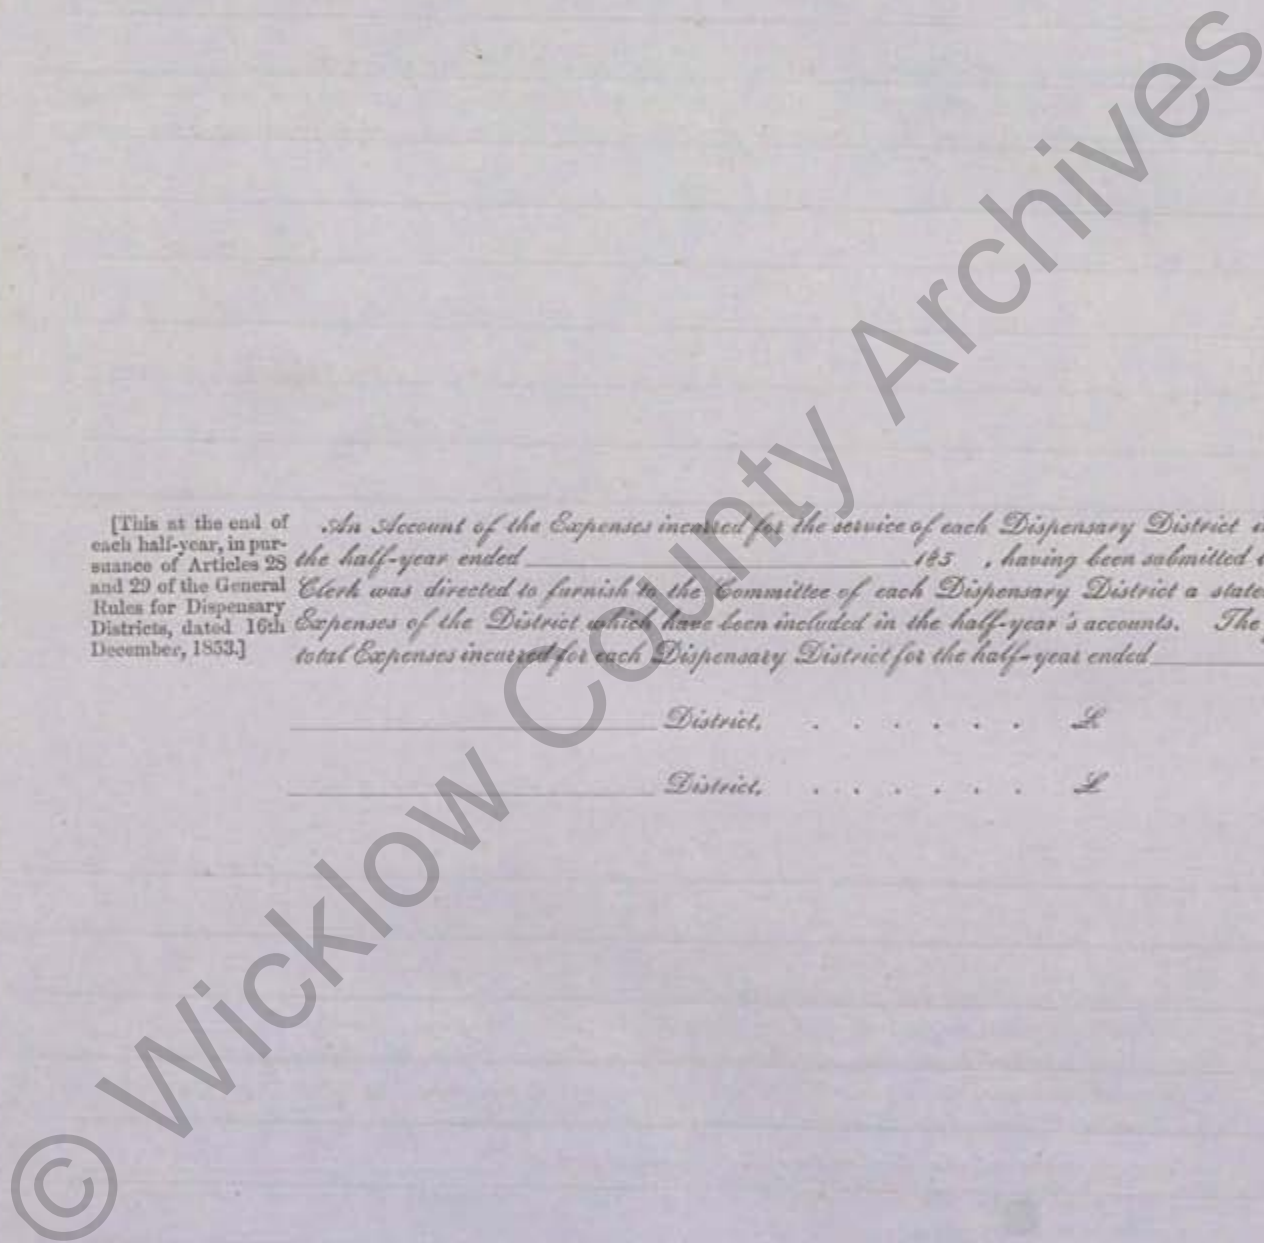 [This at the end of
each half-year, in pur-
suance of Articles 28
and 29 of the General
Rules for Dispensary
Districts, dated 16th
December, 1853.]
An Account of the Expenses incurred for the service of each Dispensary District
the half-year ended 185 , having been submitted
Clerk was directed to furnish to the Committee of each Dispensary District a state
Expenses of the District which have been included in the half-year's accounts. The
total Expenses incurred for each Dispensary District for the half-year ended
District, . . . . . . £
District, . . . . . . £
© Wicklow County Archives